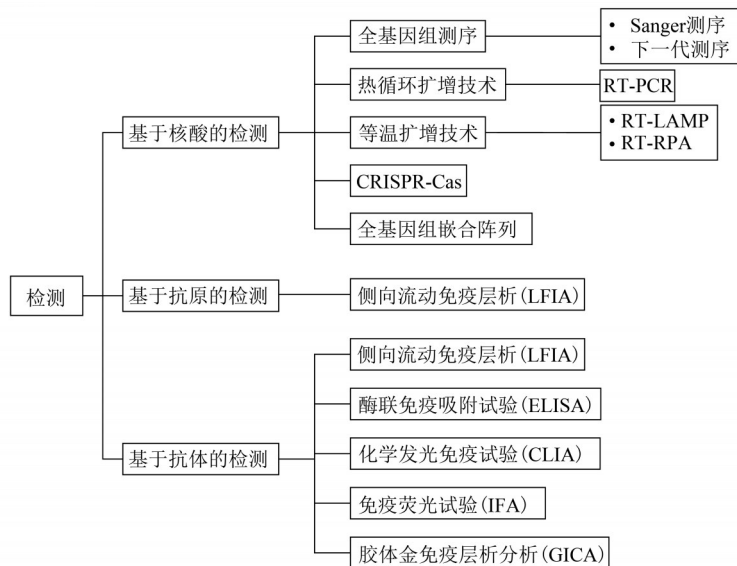 全基因组测序
• Sanger测序
• 下一代测序
热循环扩增技术
RT-PCR
基于核酸的检测
等温扩增技术
• RT-LAMP
• RT-RPA
CRISPR-Cas
全基因组嵌合阵列
检测
基于抗原的检测
侧向流动免疫层析(LFIA)
侧向流动免疫层析(LFIA)
酶联免疫吸附试验(ELISA)
基于抗体的检测
化学发光免疫试验(CLIA)
免疫荧光试验(IFA)
胶体金免疫层析分析(GICA)